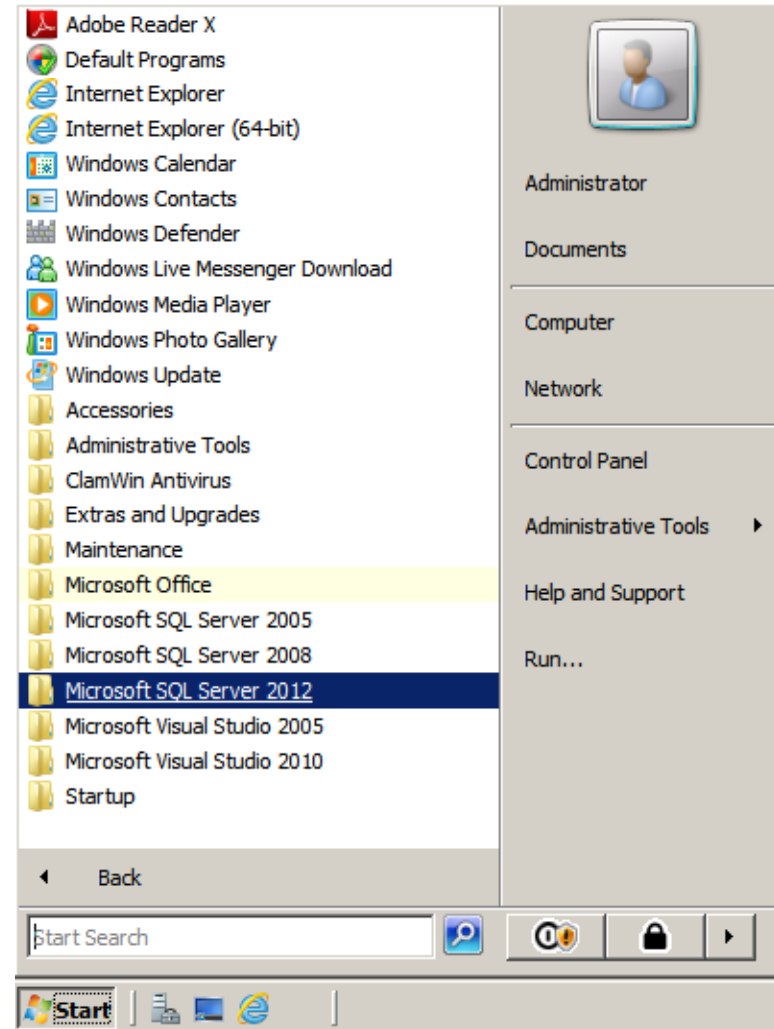 Adobe Reader X
Default Programs
Internet Explorer
Internet Explorer (64-bit)
Windows Calendar
Windows Contacts
Windows Defender
Windows Live Messenger Download
Windows Media Player
Windows Photo Gallery
Windows Update
Accessories
Administrative Tools
ClamWin Antivirus
Extras and Upgrades
Maintenance
Microsoft Office
Microsoft SQL Server 2005
Microsoft SQL Server 2008
Microsoft SQL Server 2012
Microsoft Visual Studio 2005
Microsoft Visual Studio 2010
Startup
Back
Start Search
Administrator
Documents
Computer
Network
Control Panel
Administrative Tools
Help and Support
Run...
Start